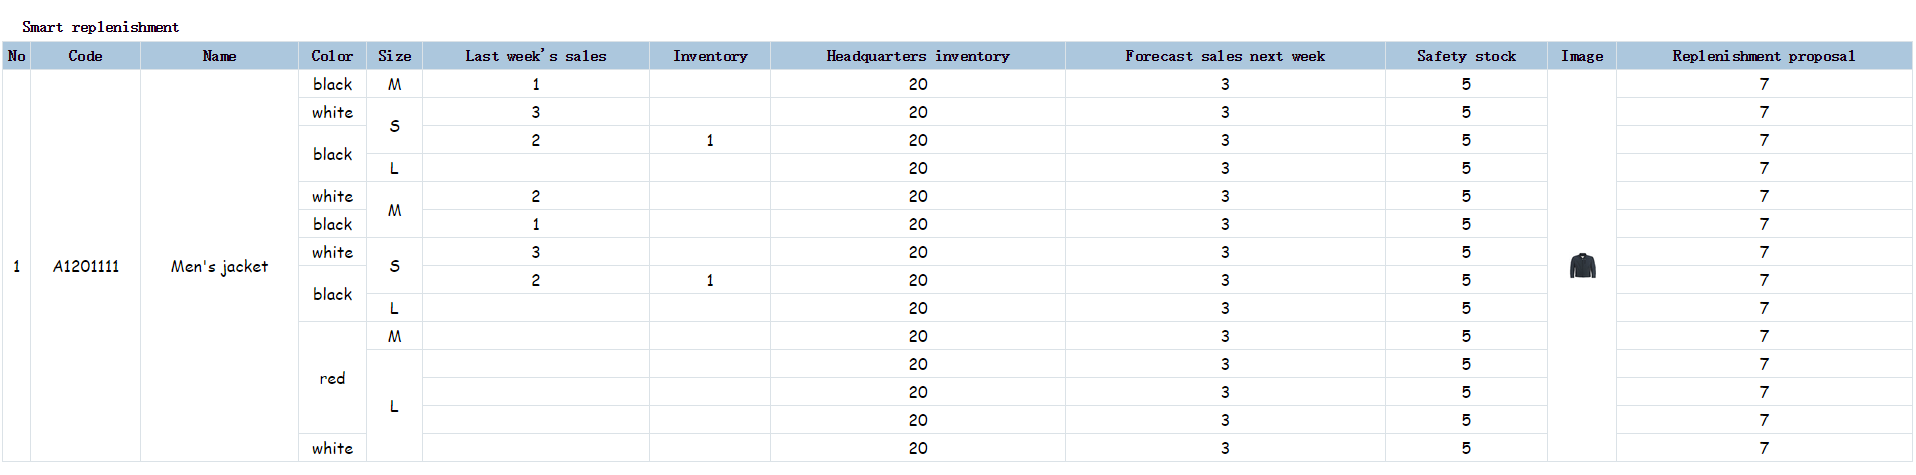 Smart replenishment
No Code Name Color Size Last week's sales Inventory Headquarters inventory Forecast sales next week Safety stock Image Replenishment proposal
black M 1 20 3 5 7
white 3 20 3 5 7
S
2 1 20 3 5 7
black
L 20 3 5 7
white 2 20 3 5 7
M
black 1 20 3 5 7
white 3 20 3 5 7
1 A1201111 Men's jacket S
2 1 20 3 5 7
black
L 20 3 5 7
M 20 3 5 7
20 3 5 7
red
20 3 5 7
L
20 3 5 7
white 20 3 5 7